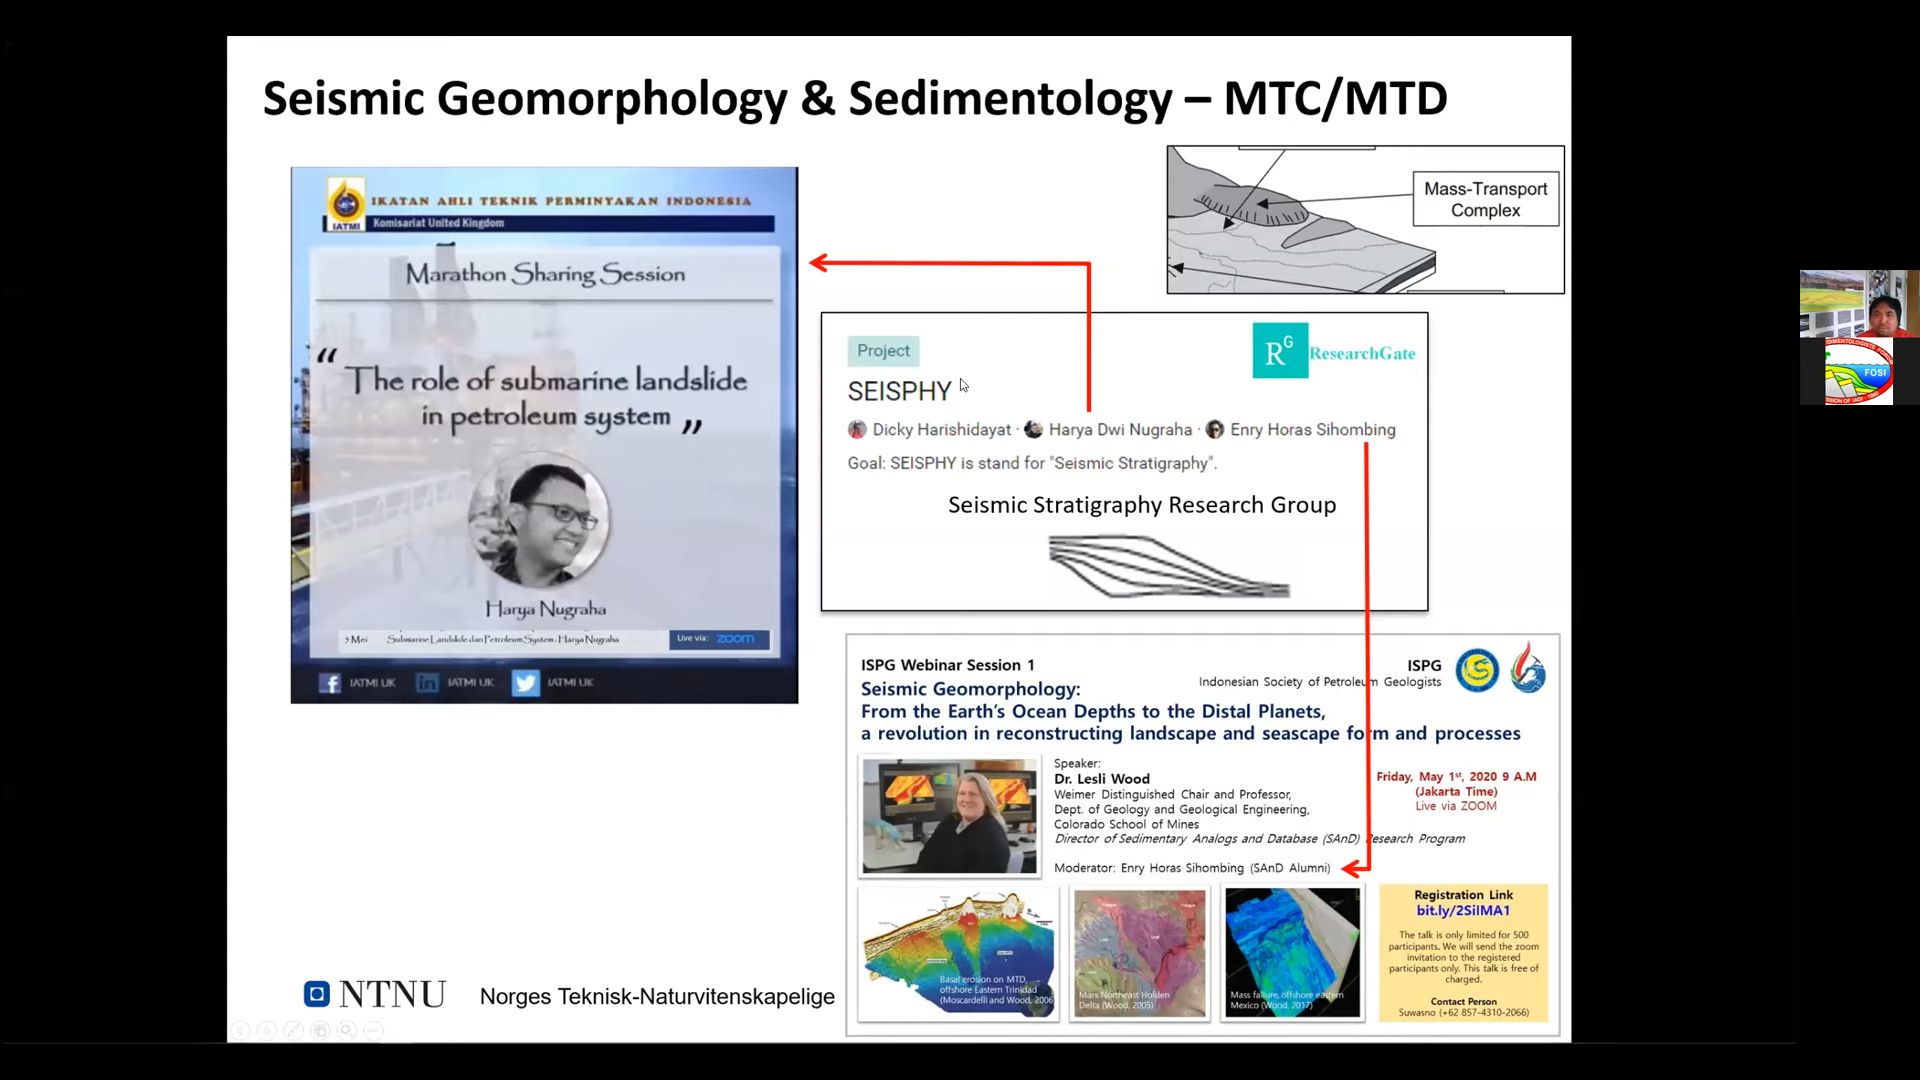 Seismic Geomorphology & Sedimentology – MTC/MTD
IATMI
IKATAN AHLI TEKNIK PERMINYAKAN INDONESIA
Komisariat United Kingdom
Marathon Sharing Session
“ The role of submarine landslide
in petroleum system ”
Harya Nugraha
9 Mei Submarine Landslide dan Petroleum System : Harya Nugraha
Live via: zoom
IATMI UK IATMI UK IATMI UK
Mass-Transport
Complex
Project
RG ResearchGate
SEISPHY
Dicky Harishidayat · Harya Dwi Nugraha · Enry Horas Sihombing
Goal: SEISPHY is stand for "Seismic Stratigraphy".
Seismic Stratigraphy Research Group
FOSI
ISPG Webinar Session 1
ISPG
Indonesian Society of Petroleum Geologists
Seismic Geomorphology:
From the Earth’s Ocean Depths to the Distal Planets,
a revolution in reconstructing landscape and seascape form and processes
Speaker:
Dr. Lesli Wood
Weimer Distinguished Chair and Professor,
Dept. of Geology and Geological Engineering,
Colorado School of Mines
Director of Sedimentary Analogs and Database (SAnD) Research Program
Moderator: Enry Horas Sihombing (SAnD Alumni)
Friday, May 1st, 2020 9 A.M
(Jakarta Time)
Live via ZOOM
Basal erosion on MTD,
offshore Eastern Trinidad
(Moscardelli and Wood, 2006
Mars Northeast Holden
Delta (Wood, 2005)
Mass failure, offshore eastern
Mexico (Wood, 2017)
Registration Link
bit.ly/2SilMA1
The talk is only limited for 500
participants. We will send the zoom
invitation to the registered
participants only. This talk is free of
charged.
Contact Person
Suwasno (+62 857-4310-2066)
NTNU Norges Teknisk-Naturvitenskapelige